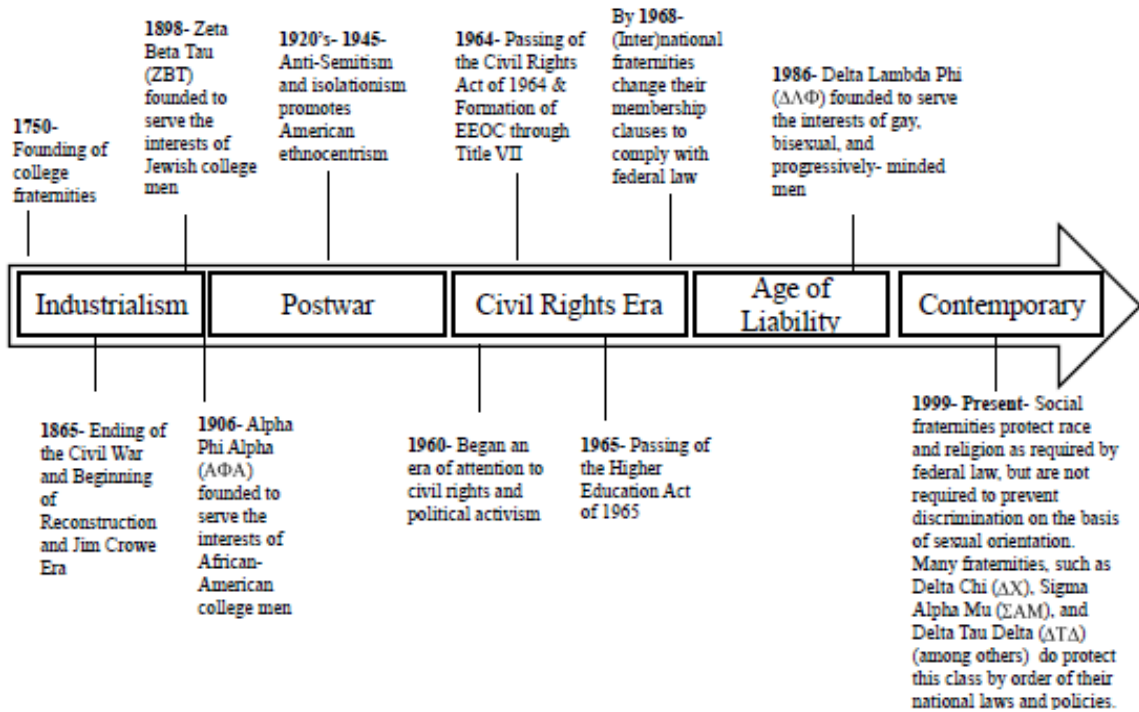 1750-
Founding of
college
fraternities
1898- Zeta
Beta Tau
(ZBT)
founded to
serve the
interests of
Jewish college
men
1920's- 1945-
Anti-Semitism
and isolationism
promotes
American
ethnocentrism
1964- Passing of
the Civil Rights
Act of 1964 &
Formation of
EEOC through
Title VII
By 1968-
(Inter)national
fraternities
change their
membership
clauses to
comply with
federal law
1986- Delta Lambda Phi
(ΔΛΦ) founded to serve
the interests of gay,
bisexual, and
progressively- minded
men
Industrialism
Postwar
Civil Rights Era
Age of
Liability
Contemporary
1865- Ending of
the Civil War
and Beginning
of
Reconstruction
and Jim Crowe
Era
1906- Alpha
Phi Alpha
(ΑΦΑ)
founded to
serve the
interests of
African-
American
college men
1960- Began an
era of attention to
civil rights and
political activism
1965- Passing of
the Higher
Education Act
of 1965
1999- Present- Social
fraternities protect race
and religion as required by
federal law, but are not
required to prevent
discrimination on the basis
of sexual orientation.
Many fraternities, such as
Delta Chi (ΔΧ), Sigma
Alpha Mu (ΣΑΜ), and
Delta Tau Delta (ΔΤΔ)
(among others) do protect
this class by order of their
national laws and policies.